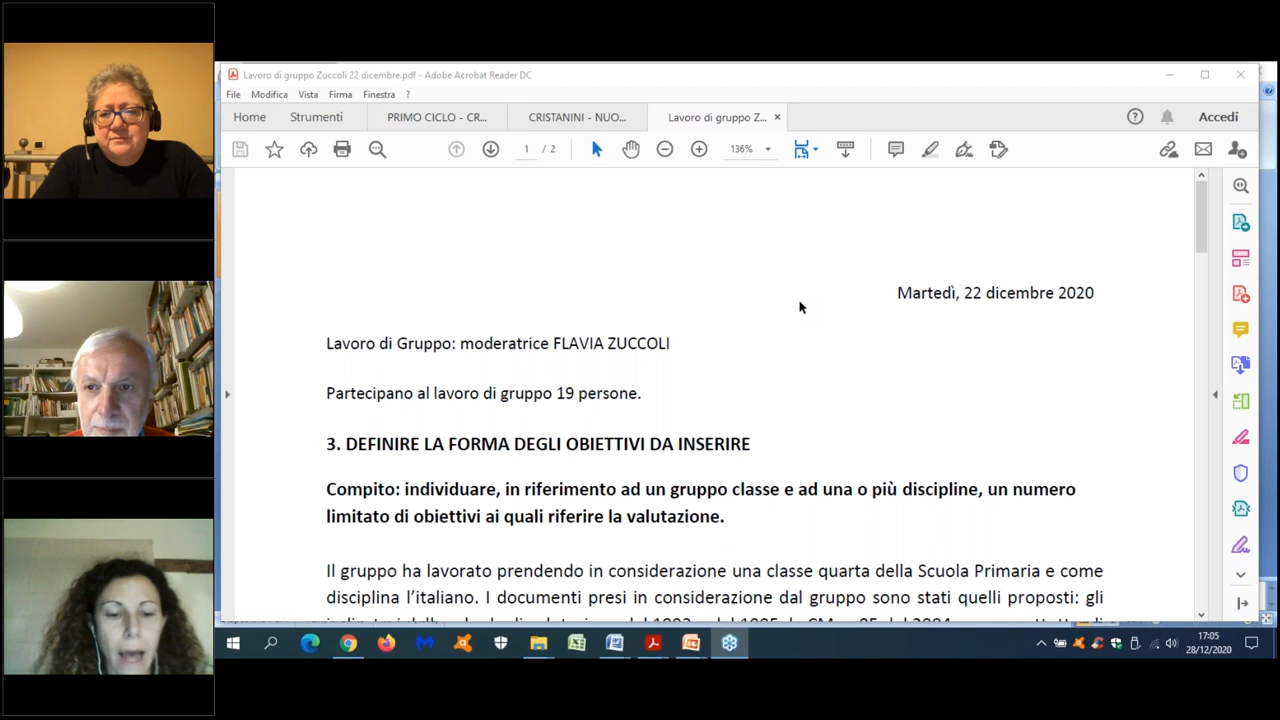 Lavoro di gruppo Zuccoli 22 dicembre.pdf - Adobe Acrobat Reader DC
File Modifica Vista Firma Finestra ?
Home Strumenti PRIMO CICLO - CR... CRISTANINI - NUO... Lavoro di gruppo Z... × Accedi
1 / 2 136%
Martedì, 22 dicembre 2020
Lavoro di Gruppo: moderatrice FLAVIA ZUCCOLI
Partecipano al lavoro di gruppo 19 persone.
3. DEFINIRE LA FORMA DEGLI OBIETTIVI DA INSERIRE
Compito: individuare, in riferimento ad un gruppo classe e ad una o più discipline, un numero
limitato di obiettivi ai quali riferire la valutazione.
Il gruppo ha lavorato prendendo in considerazione una classe quarta della Scuola Primaria e come
disciplina l'italiano. I documenti presi in considerazione dal gruppo sono stati quelli proposti: gli
17:05
28/12/2020